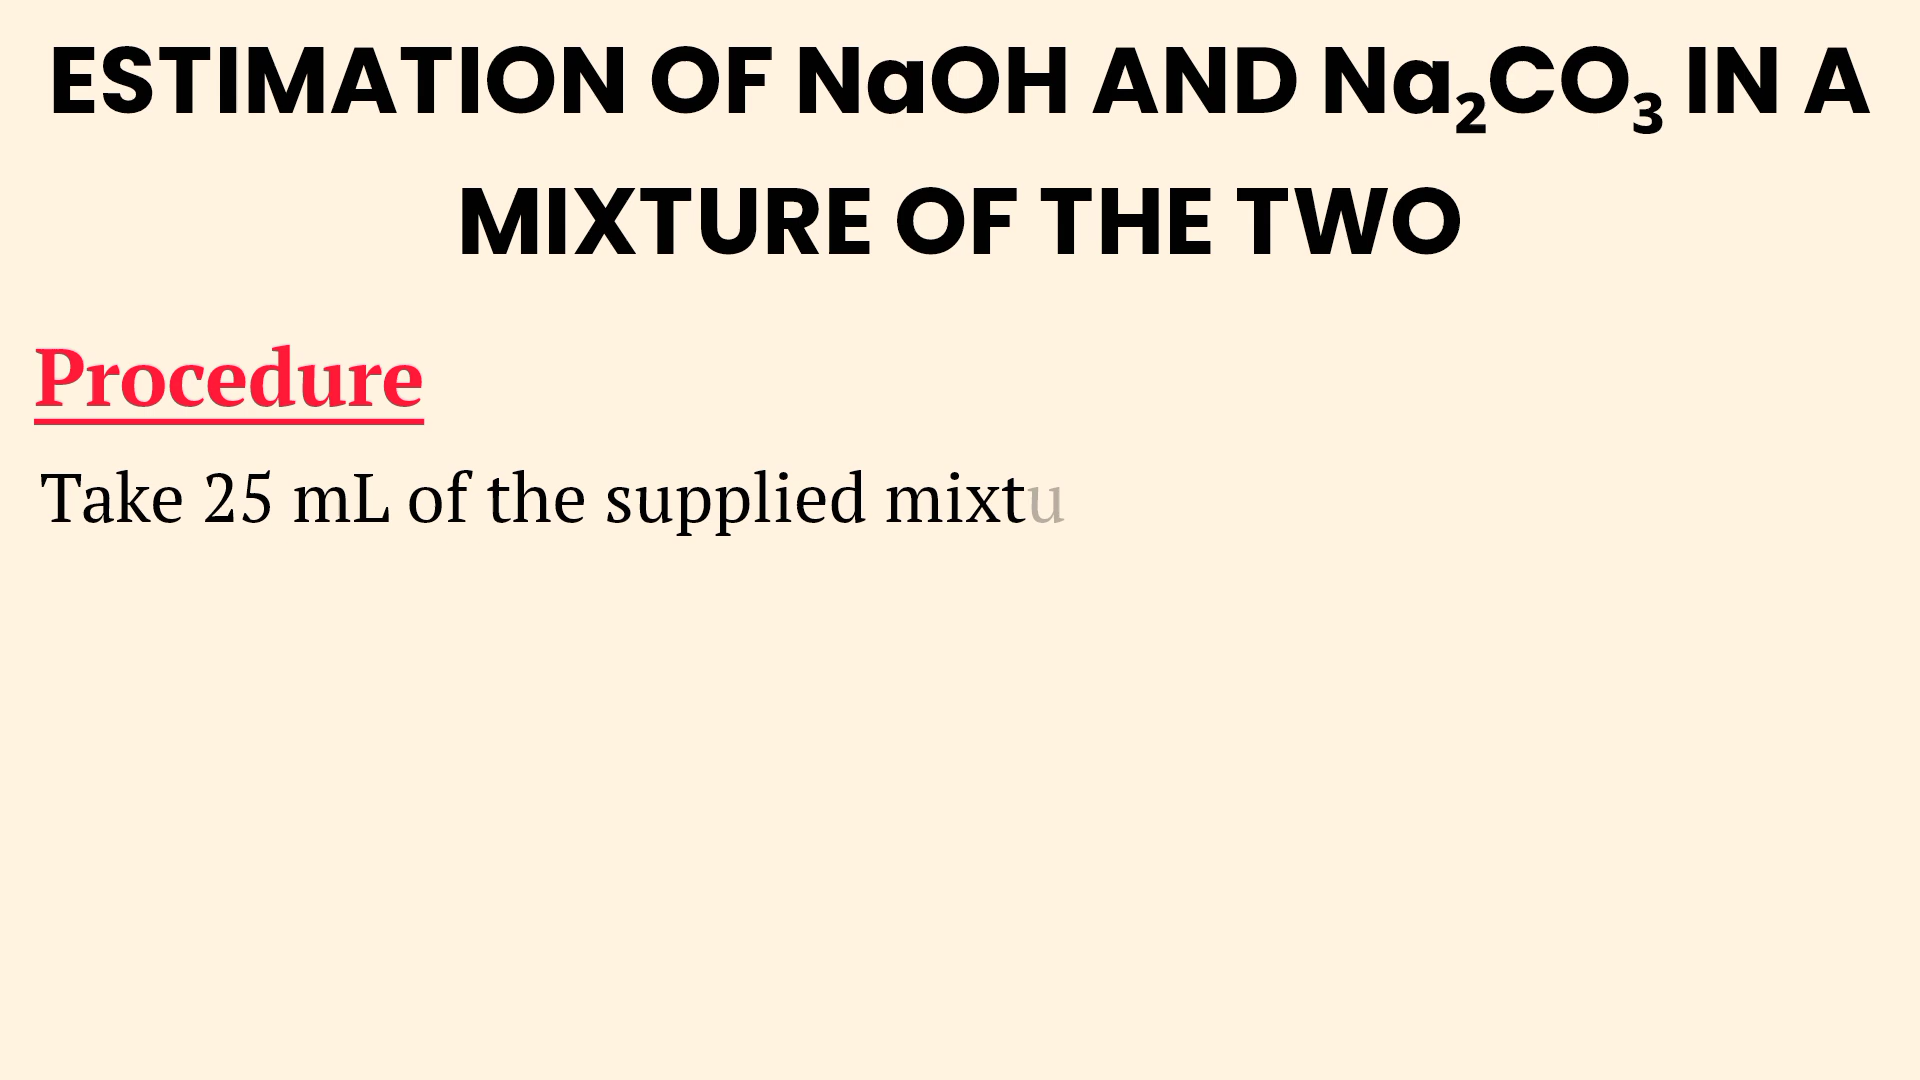 ESTIMATION OF NaOH AND Na₂CO₃ IN A
MIXTURE OF THE TWO
Procedure
Take 25 mL of the supplied mixtu